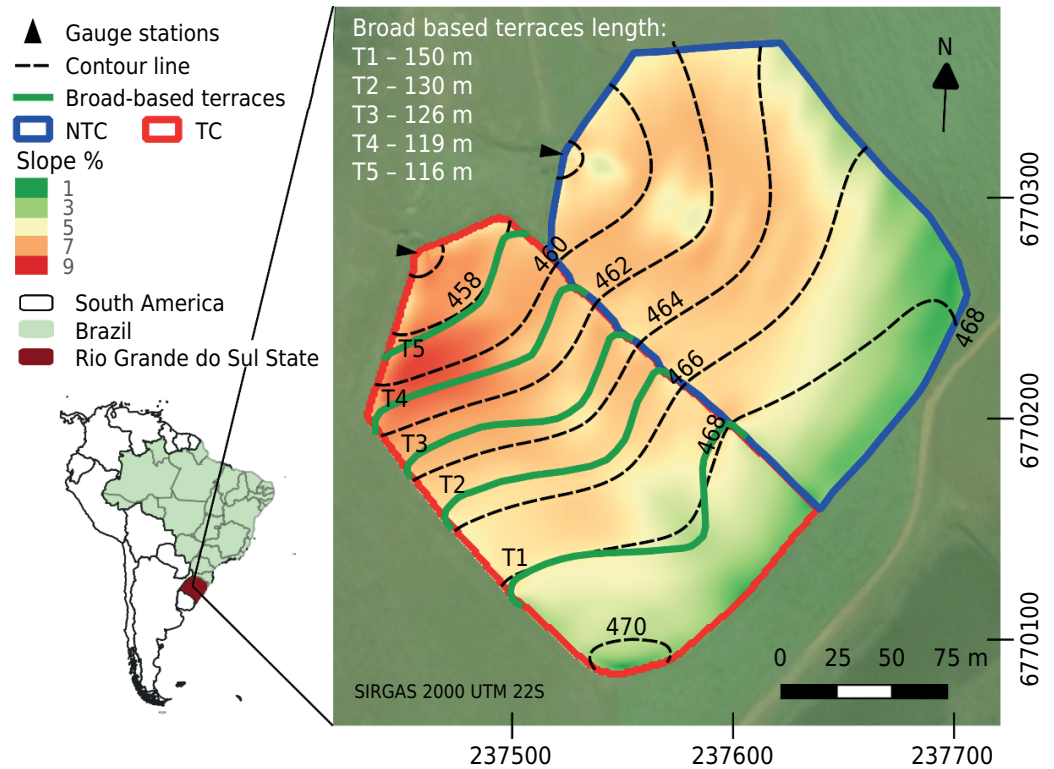 Gauge stations
Contour line
Broad-based terraces
NTC TC
Slope %
1
3
5
7
9
South America
Brazil
Rio Grande do Sul State
Broad based terraces length:
T1 – 150 m
T2 – 130 m
T3 – 126 m
T4 – 119 m
T5 – 116 m
N
460
462
458
464
466
468
468
T5
T4
T3
T2
T1
470
0 25 50 75 m
SIRGAS 2000 UTM 22S
6770300
6770200
6770100
237500 237600 237700